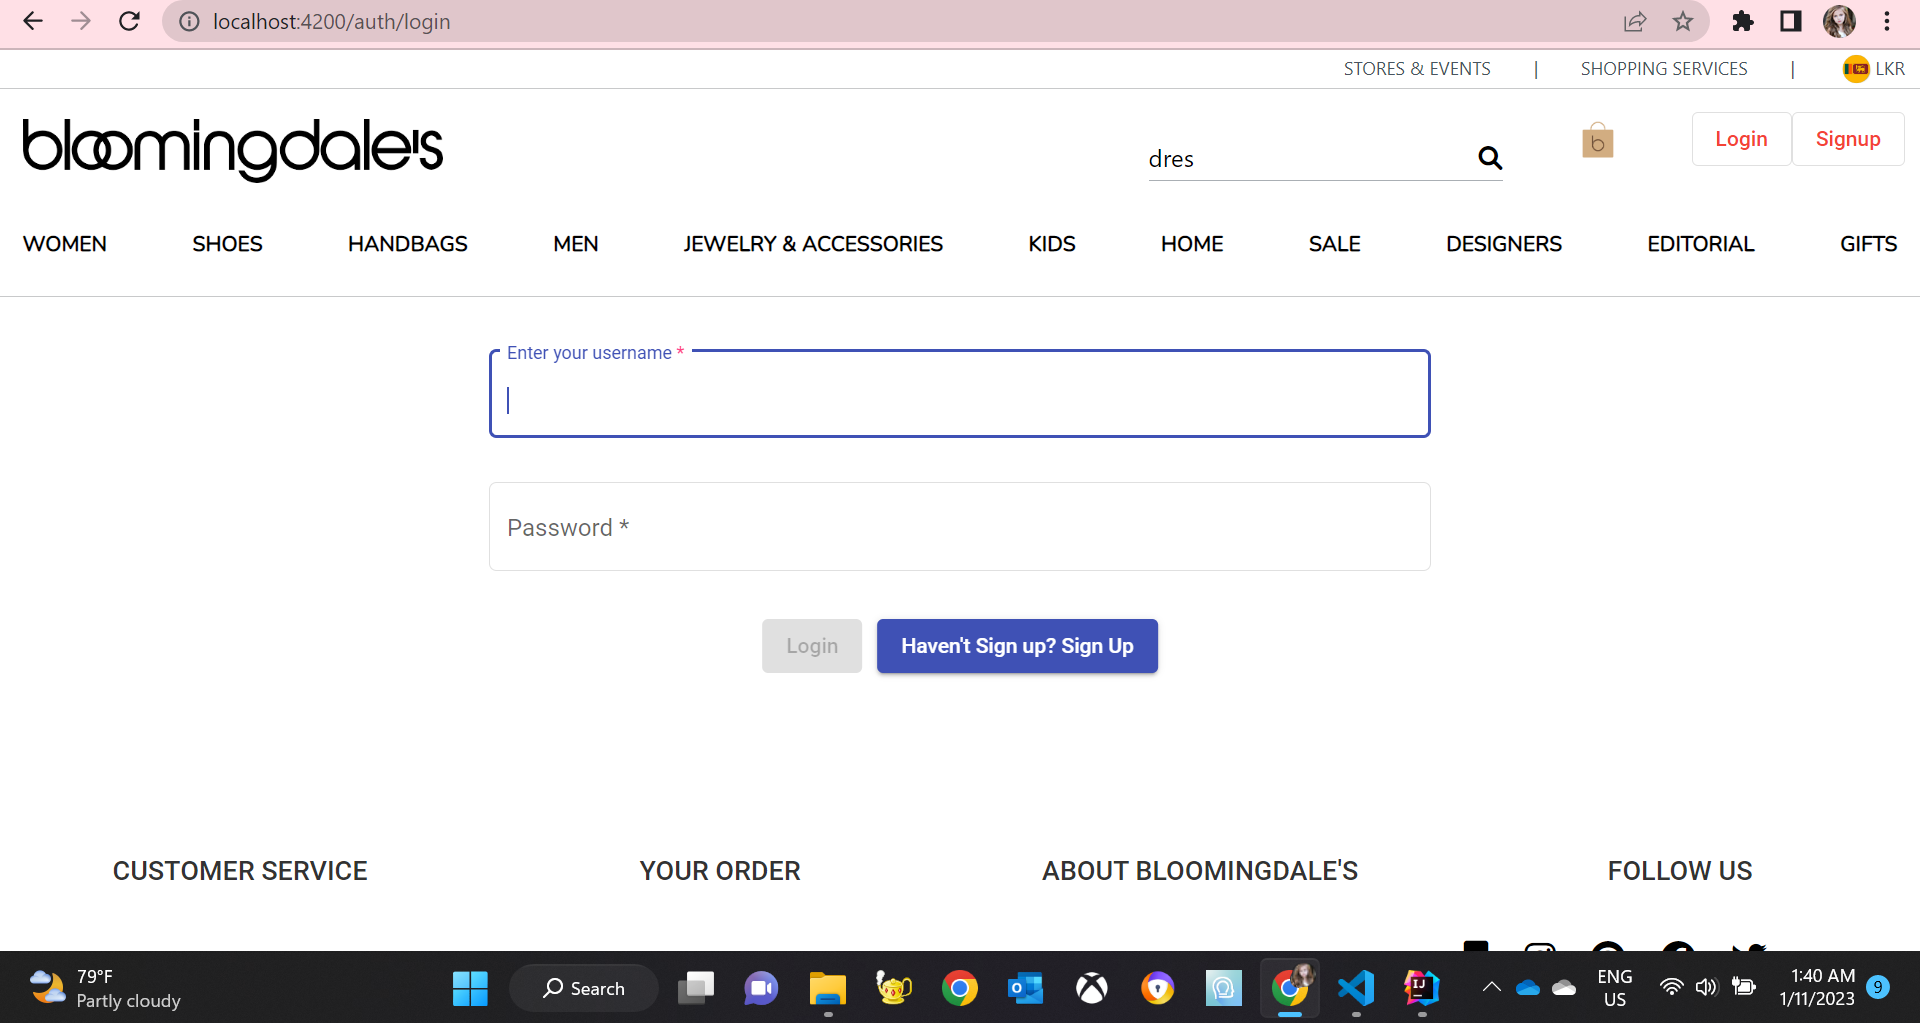 localhost:4200/auth/login
STORES & EVENTS | SHOPPING SERVICES | LKR
bloomingdale's
dres
b
Login Signup
WOMEN SHOES HANDBAGS MEN JEWELRY & ACCESSORIES KIDS HOME SALE DESIGNERS EDITORIAL GIFTS
Enter your username *
Password *
Login Haven't Sign up? Sign Up
CUSTOMER SERVICE YOUR ORDER ABOUT BLOOMINGDALE'S FOLLOW US
79°F
Partly cloudy
Search
IJ
ENG
US
1:40 AM
1/11/2023
9